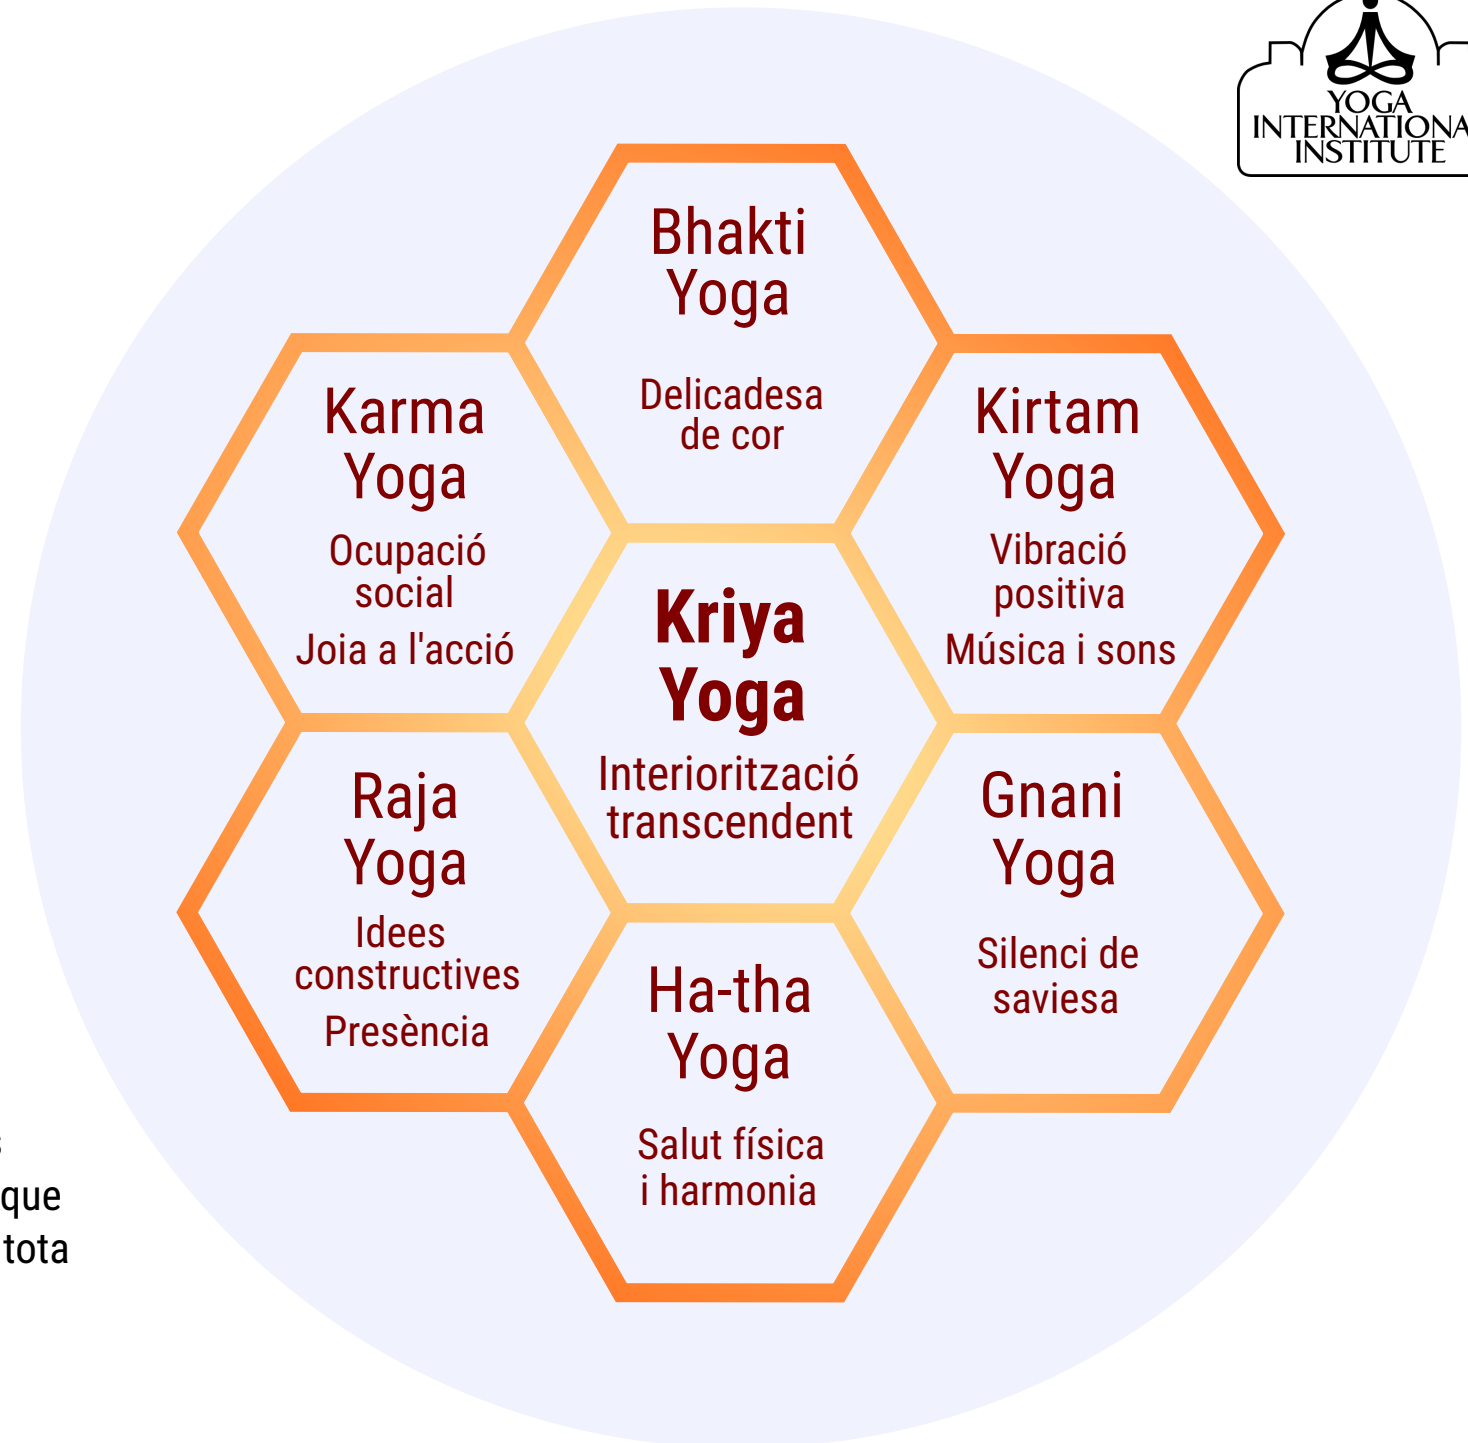 YOGA
INTERNATIONA
INSTITUTE
Bhakti
Yoga
Delicadesa
de cor
Karma
Yoga
Ocupació
social
Joia a l'acció
Kirtam
Yoga
Vibració
positiva
Música i sons
Kriya
Yoga
Interiorització
transcendent
Raja
Yoga
Idees
constructives
Presència
Gnani
Yoga
Silenci de
saviesa
Ha-tha
Yoga
Salut física
i harmonia
que
tota